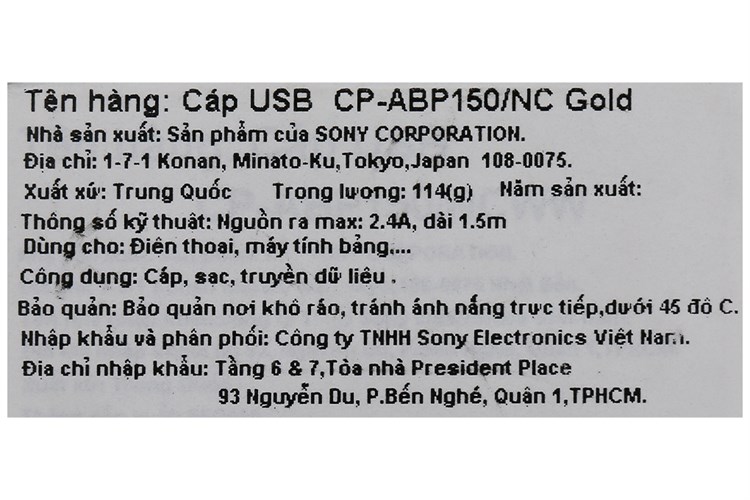 Tên hàng: Cáp USB CP-ABP150/NC Gold
Nhà sản xuất: Sản phẩm của SONY CORPORATION.
Địa chỉ: 1-7-1 Konan, Minato-Ku,Tokyo,Japan 108-0075.
Xuất xứ: Trung Quốc Trọng lượng: 114(g) Năm sản xuất:
Thông số kỹ thuật: Nguồn ra max: 2.4A, dài 1.5m
Dùng cho: Điện thoại, máy tính bảng,...
Công dụng: Cáp, sạc, truyền dữ liệu .
Bảo quản: Bảo quản nơi khô ráo, tránh ánh nắng trực tiếp,dưới 45 độ C.
Nhập khẩu và phân phối: Công ty TNHH Sony Electronics Việt Nam.
Địa chỉ nhập khẩu: Tầng 6 & 7,Tòa nhà President Place
93 Nguyễn Du, P.Bến Nghé, Quận 1,TPHCM.